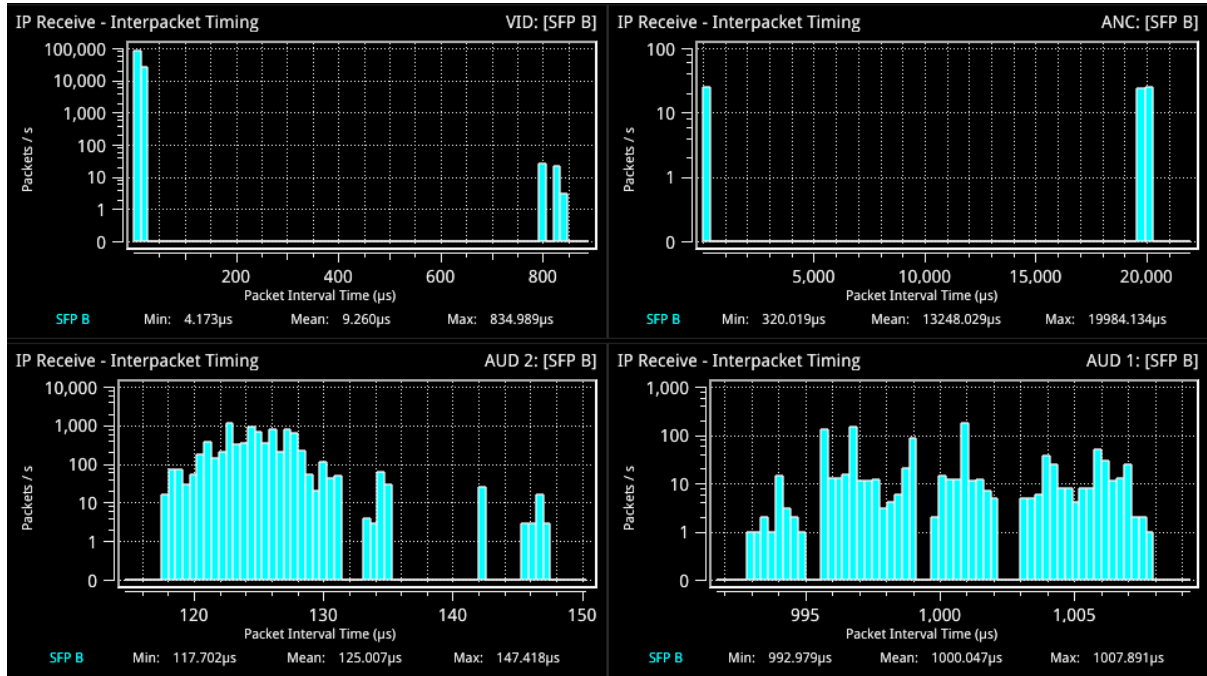 IP Receive - Interpacket Timing VID: [SFP B]
100,000
10,000
1,000
100
10
1
0
Packets / s
200 400 600 800
Packet Interval Time (µs)
SFP B Min: 4.173µs Mean: 9.260µs Max: 834.989µs
IP Receive - Interpacket Timing ANC: [SFP B]
100
10
1
0
Packets / s
5,000 10,000 15,000 20,000
Packet Interval Time (µs)
SFP B Min: 320.019µs Mean: 13248.029µs Max: 19984.134µs
IP Receive - Interpacket Timing AUD 2: [SFP B]
10,000
1,000
100
10
1
0
Packets / s
120 130 140 150
Packet Interval Time (µs)
SFP B Min: 117.702µs Mean: 125.007µs Max: 147.418µs
IP Receive - Interpacket Timing AUD 1: [SFP B]
1,000
100
10
1
0
Packets / s
995 1,000 1,005
Packet Interval Time (µs)
SFP B Min: 992.979µs Mean: 1000.047µs Max: 1007.891µs